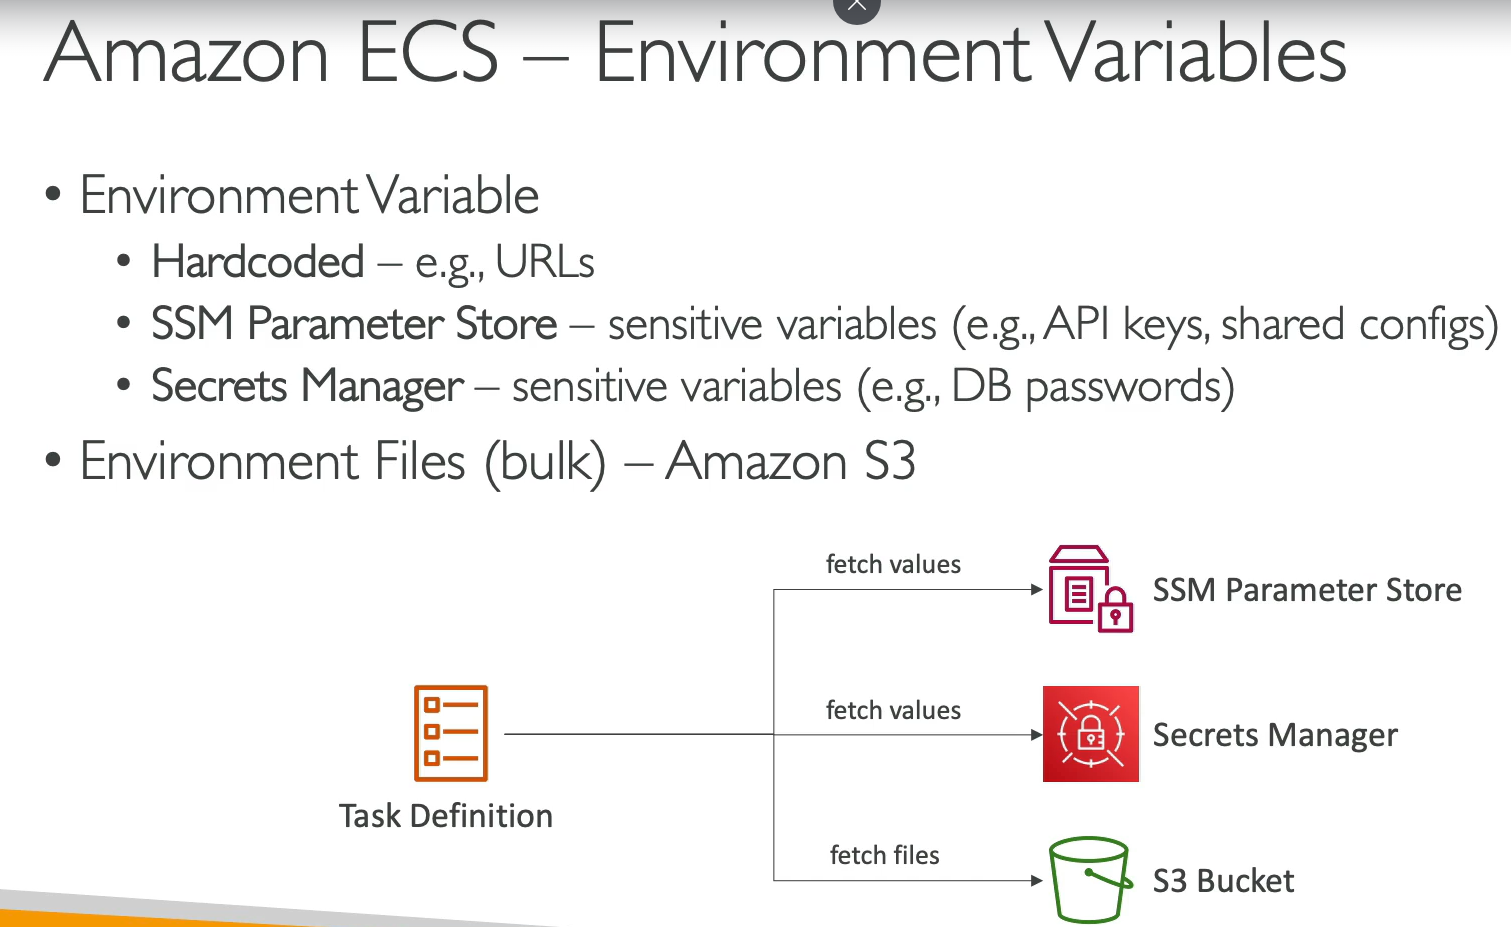 Amazon ECS – Environment Variables
• Environment Variable
• Hardcoded – e.g., URLs
• SSM Parameter Store – sensitive variables (e.g., API keys, shared configs)
• Secrets Manager – sensitive variables (e.g., DB passwords)
• Environment Files (bulk) – Amazon S3
fetch values
SSM Parameter Store
fetch values
Secrets Manager
Task Definition
fetch files
S3 Bucket